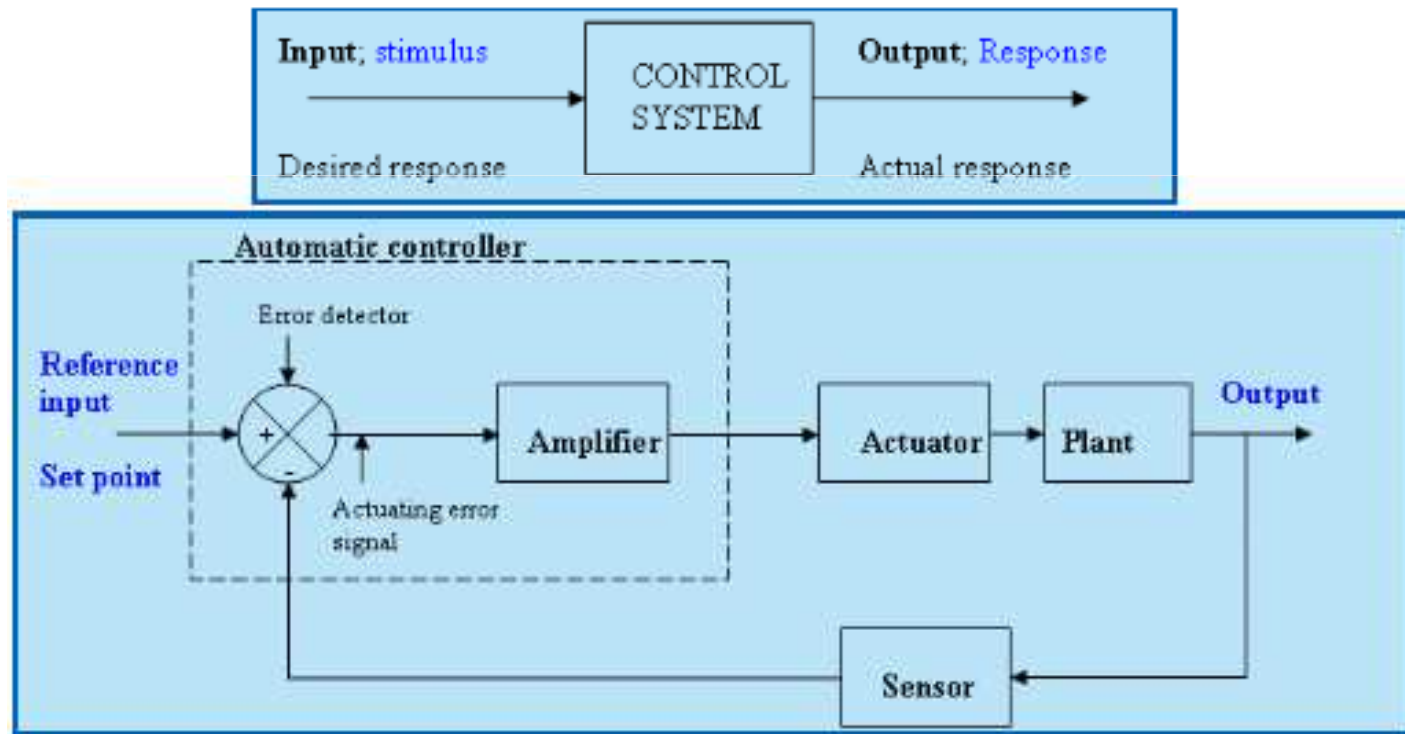 Input; stimulus
Output; Response
CONTROL
SYSTEM
Desired response
Actual response
Automatic controller
Error detector
Reference
input
Set point
+
-
Actuating error
signal
Amplifier
Actuator
Plant
Output
Sensor